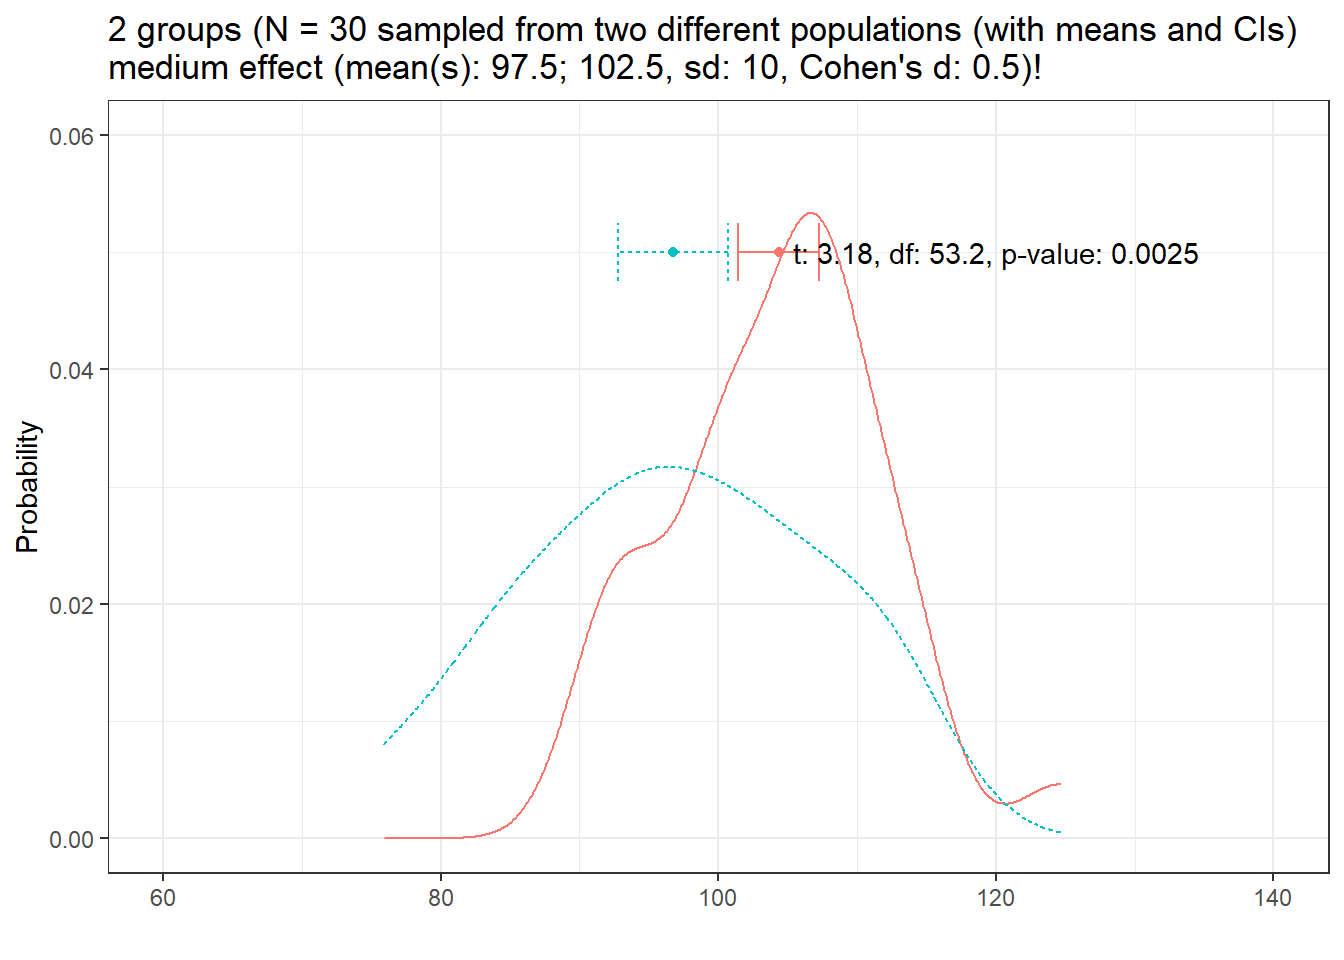 2 groups (N = 30 sampled from two different populations (with means and CIs)
medium effect (mean(s): 97.5; 102.5, sd: 10, Cohen's d: 0.5)!
0.06
t: 3.18, df: 53.2, p-value: 0.0025
0.04
Probability
0.02
0.00
60 80 100 120 140